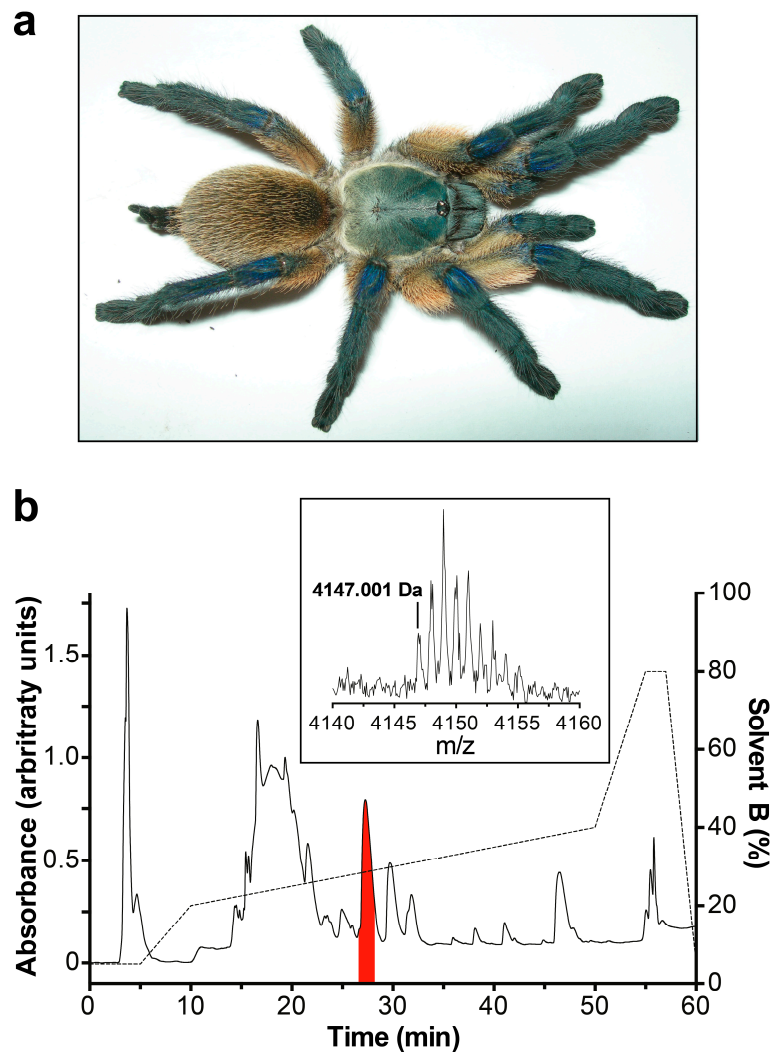 a
b
4147.001 Da
4140 4145 4150 4155 4160
m/z
Absorbance (arbritraty units)
1.5
1.0
0.5
0
100
80
60
40
20
0
Solvent B (%)
0 10 20 30 40 50 60
Time (min)